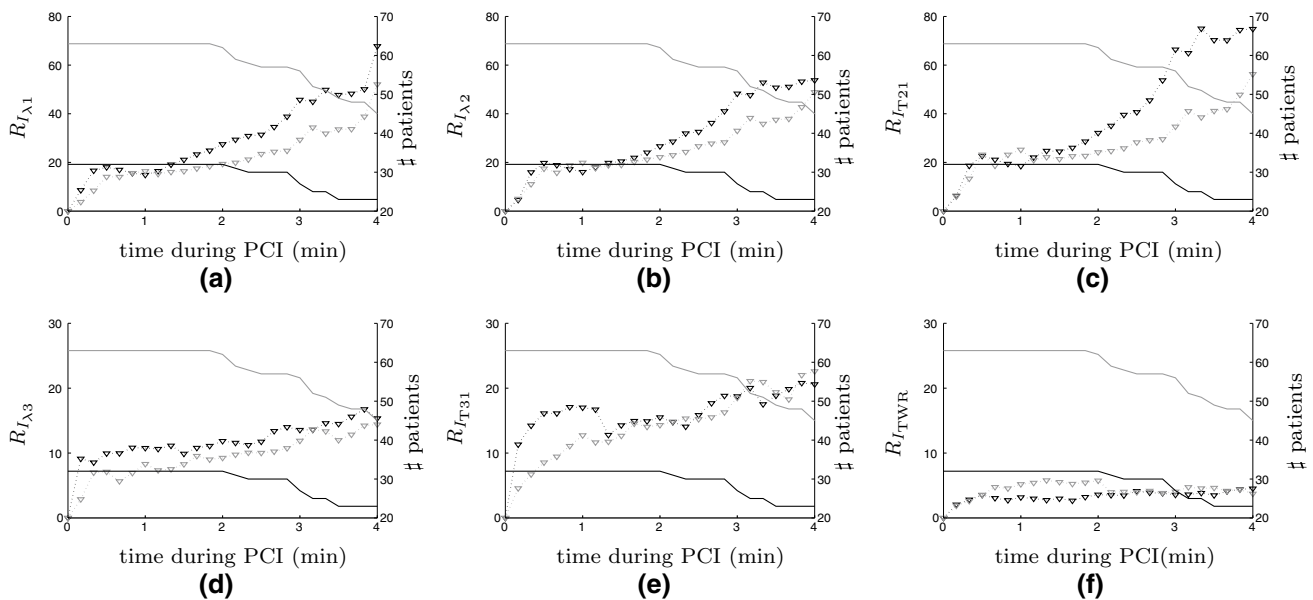 80
60
40
20
0
R_{I_{λ1}}
70
60
50
40
30
20
# patients
0 1 2 3 4
time during PCI (min)
(a)
80
60
40
20
0
R_{I_{λ2}}
70
60
50
40
30
20
# patients
0 1 2 3 4
time during PCI (min)
(b)
80
60
40
20
0
R_{I_{T21}}
70
60
50
40
30
20
# patients
0 1 2 3 4
time during PCI (min)
(c)
30
20
10
0
R_{I_{λ3}}
70
60
50
40
30
20
# patients
0 1 2 3 4
time during PCI (min)
(d)
30
20
10
0
R_{I_{T31}}
70
60
50
40
30
20
# patients
0 1 2 3 4
time during PCI (min)
(e)
30
20
10
0
R_{I_{TWR}}
70
60
50
40
30
20
# patients
0 1 2 3 4
time during PCI(min)
(f)